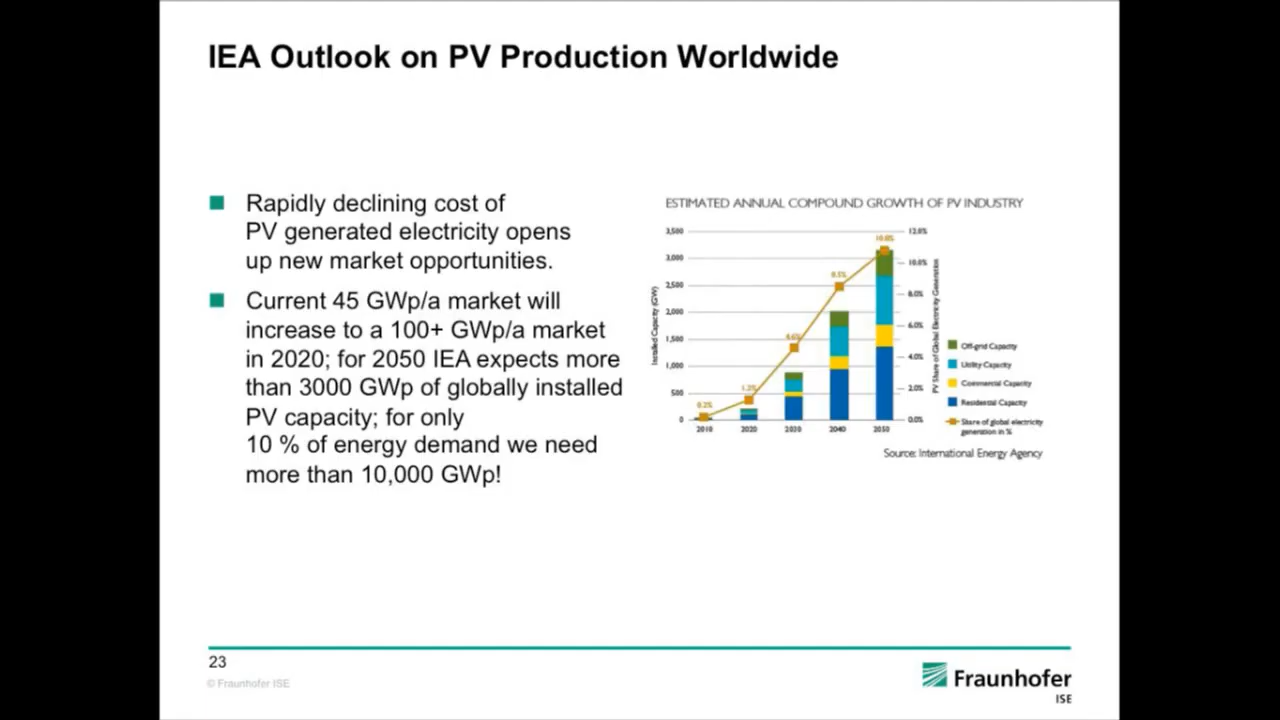 IEA Outlook on PV Production Worldwide
Rapidly declining cost of
PV generated electricity opens
up new market opportunities.
Current 45 GWp/a market will
increase to a 100+ GWp/a market
in 2020; for 2050 IEA expects more
than 3000 GWp of globally installed
PV capacity; for only
10 % of energy demand we need
more than 10,000 GWp!
ESTIMATED ANNUAL COMPOUND GROWTH OF PV INDUSTRY
3,500
3,000
2,500
2,000
1,500
1,000
500
0
Installed Capacity (GW)
0.2%
1.2%
4.6%
8.5%
10.8%
2010
2020
2030
2040
2050
12.0%
10.0%
8.0%
6.0%
4.0%
2.0%
0.0%
PV Share of Global Electricity Generation
Off-grid Capacity
Utility Capacity
Commercial Capacity
Residential Capacity
Share of global electricity
generation in %
Source: International Energy Agency
23
© Fraunhofer ISE
Fraunhofer
ISE